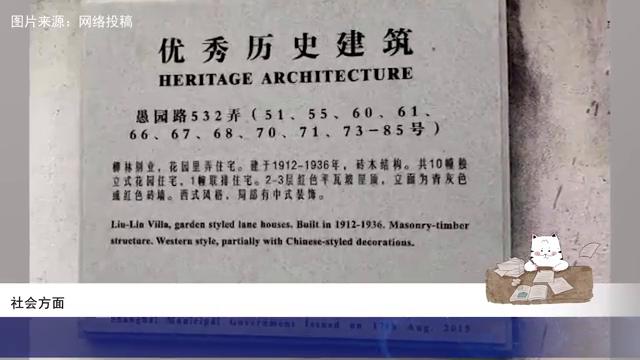 图片来源：网络投稿
优秀历史建筑
HERITAGE ARCHITECTURE
愚园路532弄（51、55、60、61、
66、67、68、70、71、73-85号）
柳林别业，花园里弄住宅。建于1912-1936年，砖木结构。共10幢独
立式花园住宅，1幢联排住宅。2-3层红色平瓦坡屋顶，立面为青灰色
或红色砖墙。西式风格，局部有中式装饰。
Liu-Lin Villa, garden styled lane houses. Built in 1912-1936. Masonry-timber
structure. Western style, partially with Chinese-styled decorations.
社会方面
Shanghai Municipal Government Issued on 17th Aug. 2015